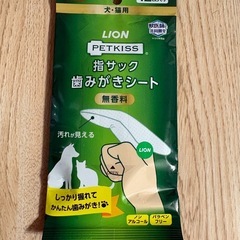 犬・猫用
LION
PETKISS
指サック
歯みがきシート
無香料
汚れが見える
LION
しっかり握れて
かんたん歯みがき!
ノン
アルコール
パラベン
フリー